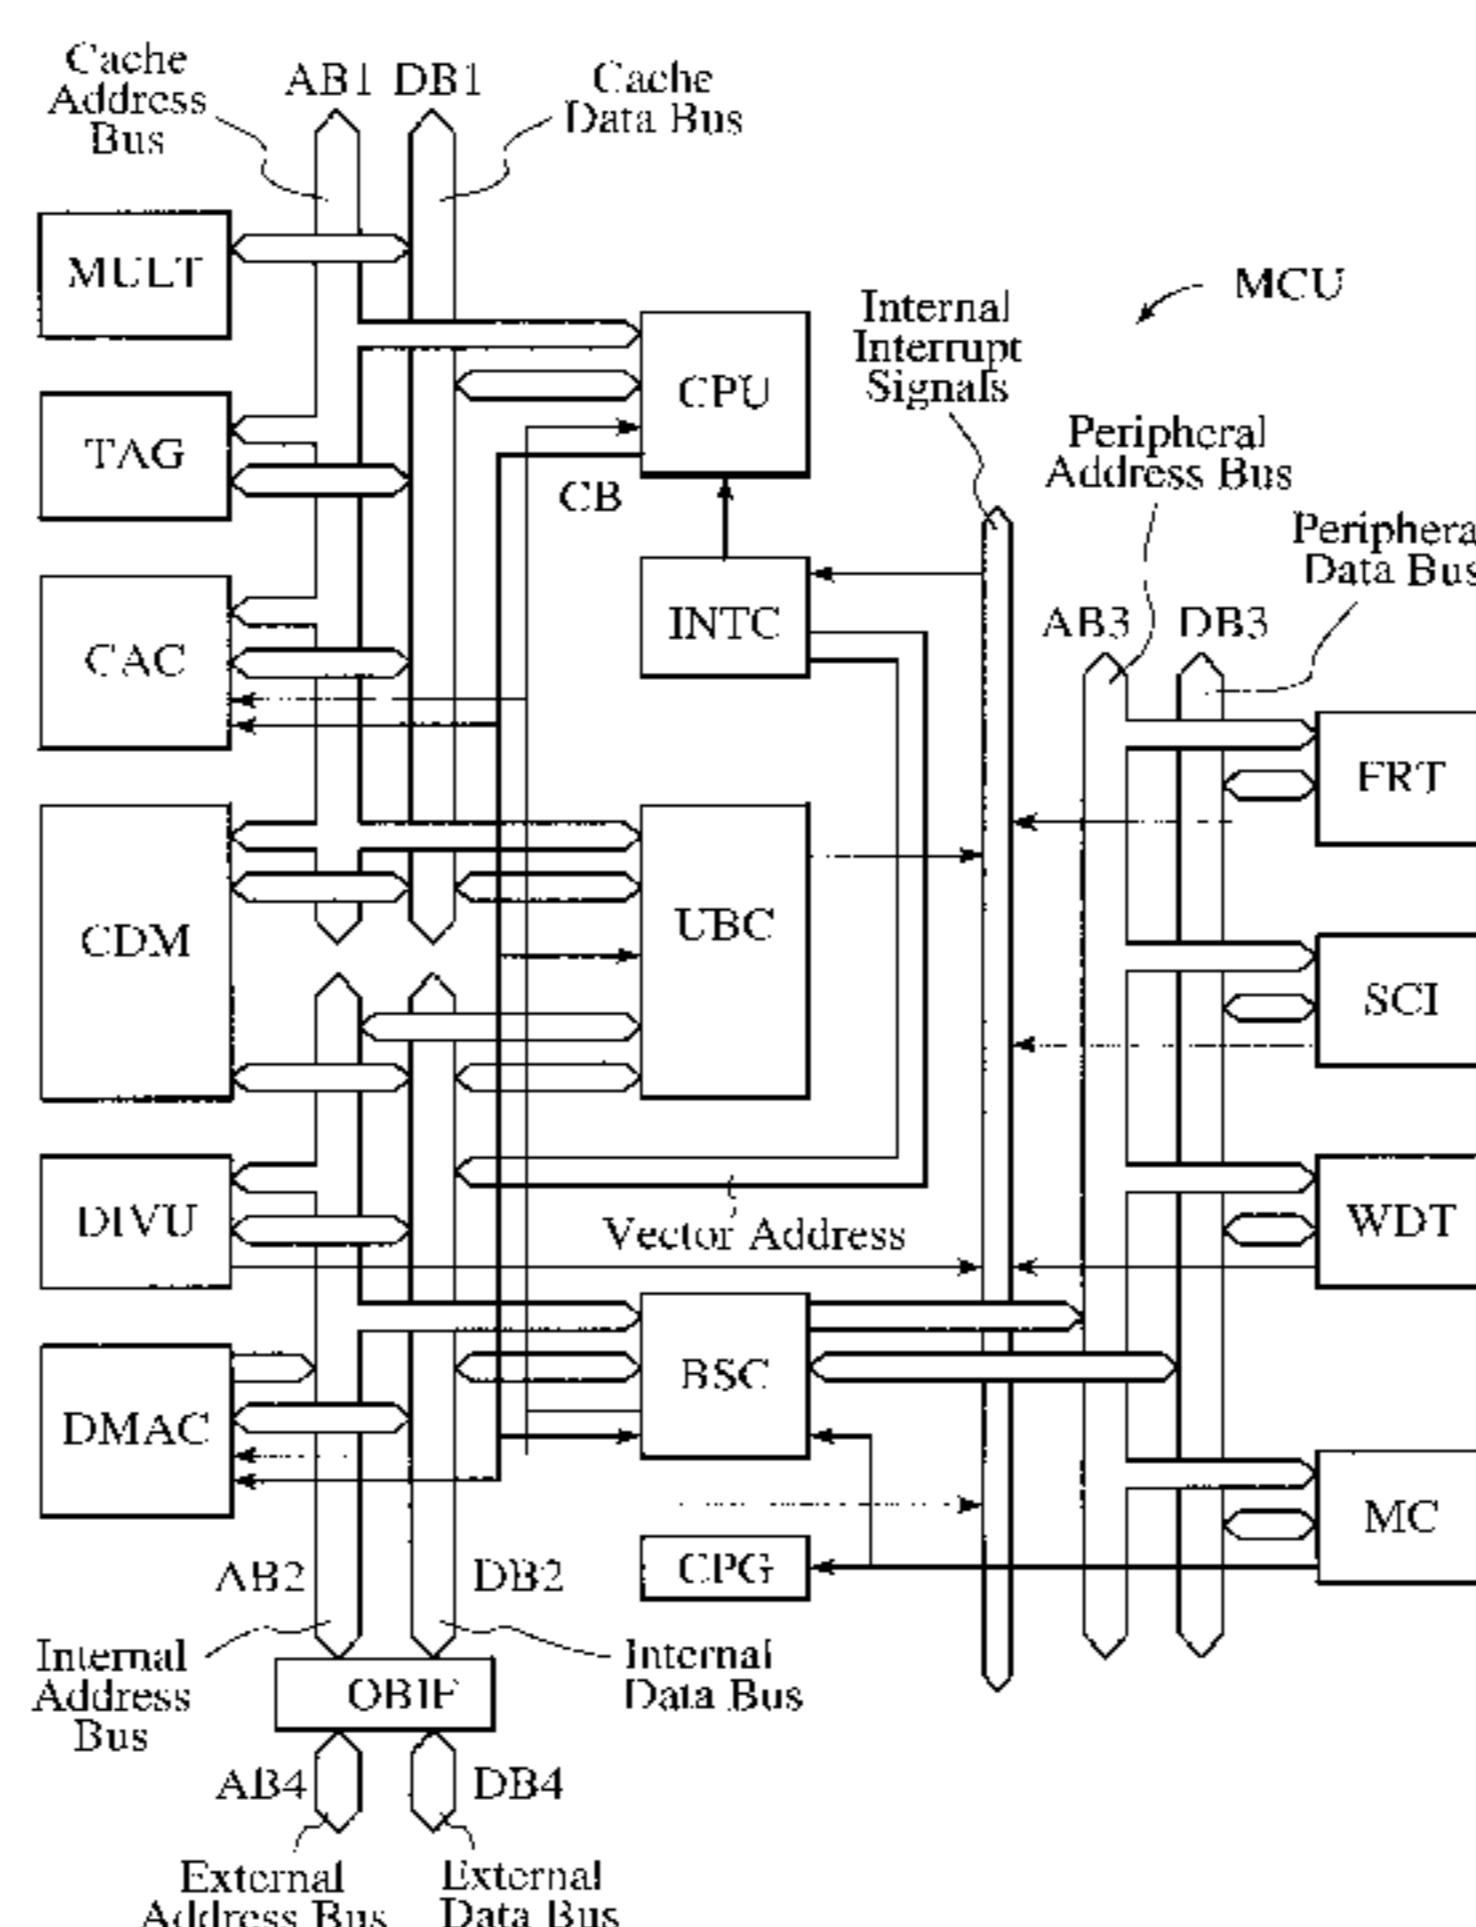 Cache
Address
Bus
AB1 DB1
Cache
Data Bus
MULT
MCU
Internal
Interrupt
Signals
CPU
TAG
CB
Peripheral
Address Bus
Periphera
Data Bus
INTC
AB3 DB3
CAC
FRT
CDM
UBC
SCI
DIVU
WDT
Vector Address
BSC
DMAC
MC
CPG
AB2 DB2
Internal
Address
Bus
Internal
Data Bus
OBIF
AB4 DB4
External
Address Bus
External
Data Bus